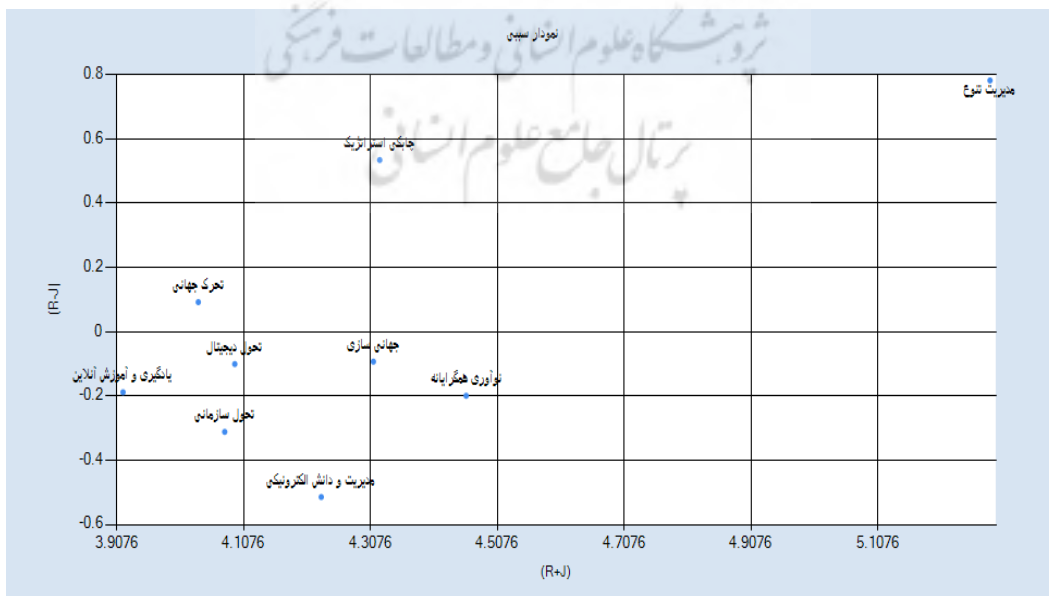 پژوهشگاه علوم انسانی و مطالعات فرهنگی
نمودار سببی
پرتال جامع علوم انسانی
0.8
مدیریت تنوع
0.6
چابکی استراتژیک
0.4
0.2
تحرک جهانی
(R-J)
0
تحول دیجیتال
جهانی سازی
یادگیری و آموزش آنلاین
نوآوری همگرایانه
-0.2
تحول سازمانی
-0.4
مدیریت و دانش الکترونیکی
-0.6
3.9076 4.1076 4.3076 4.5076 4.7076 4.9076 5.1076
(R+J)